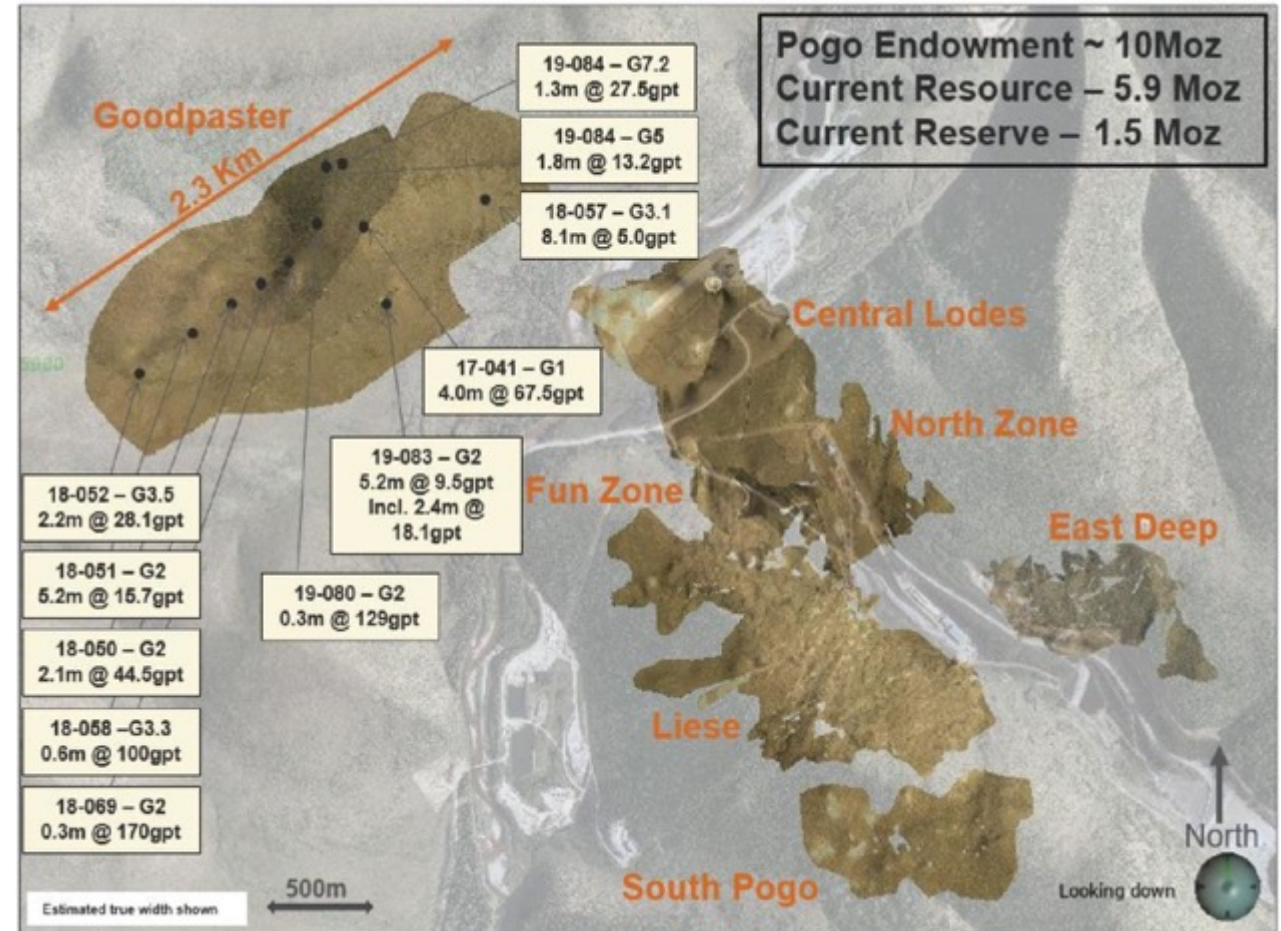 Pogo Endowment ~ 10Moz
Current Resource – 5.9 Moz
Current Reserve – 1.5 Moz
Goodpaster
2.3 Km
19-084 – G7.2
1.3m @ 27.5gpt
19-084 – G5
1.8m @ 13.2gpt
18-057 – G3.1
8.1m @ 5.0gpt
Central Lodes
17-041 – G1
4.0m @ 67.5gpt
North Zone
19-083 – G2
5.2m @ 9.5gpt
Incl. 2.4m @
18.1gpt
Fun Zone
East Deep
18-052 – G3.5
2.2m @ 28.1gpt
18-051 – G2
5.2m @ 15.7gpt
19-080 – G2
0.3m @ 129gpt
18-050 – G2
2.1m @ 44.5gpt
18-058 –G3.3
0.6m @ 100gpt
18-069 – G2
0.3m @ 170gpt
Liese
South Pogo
North
Looking down
500m
Estimated true width shown